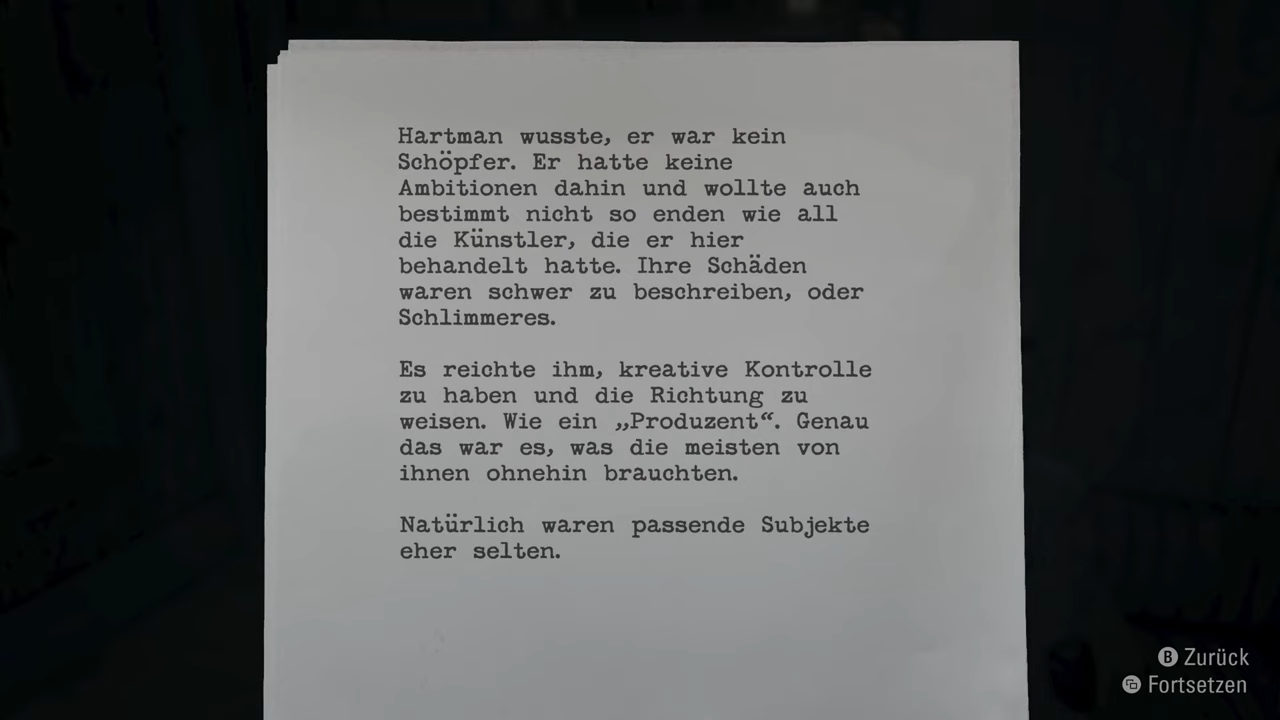 Hartman wusste, er war kein
Schöpfer. Er hatte keine
Ambitionen dahin und wollte auch
bestimmt nicht so enden wie all
die Künstler, die er hier
behandelt hatte. Ihre Schäden
waren schwer zu beschreiben, oder
Schlimmeres.
Es reichte ihm, kreative Kontrolle
zu haben und die Richtung zu
weisen. Wie ein „Produzent“. Genau
das war es, was die meisten von
ihnen ohnehin brauchten.
Natürlich waren passende Subjekte
eher selten.
B Zurück
Fortsetzen